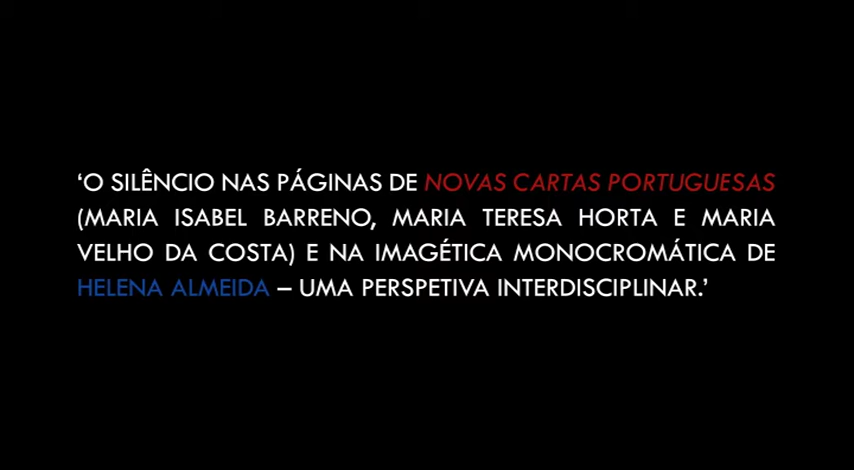 ‘O SILÊNCIO NAS PÁGINAS DE NOVAS CARTAS PORTUGUESAS
(MARIA ISABEL BARRENO, MARIA TERESA HORTA E MARIA
VELHO DA COSTA) E NA IMAGÉTICA MONOCROMÁTICA DE
HELENA ALMEIDA – UMA PERSPETIVA INTERDISCIPLINAR.’